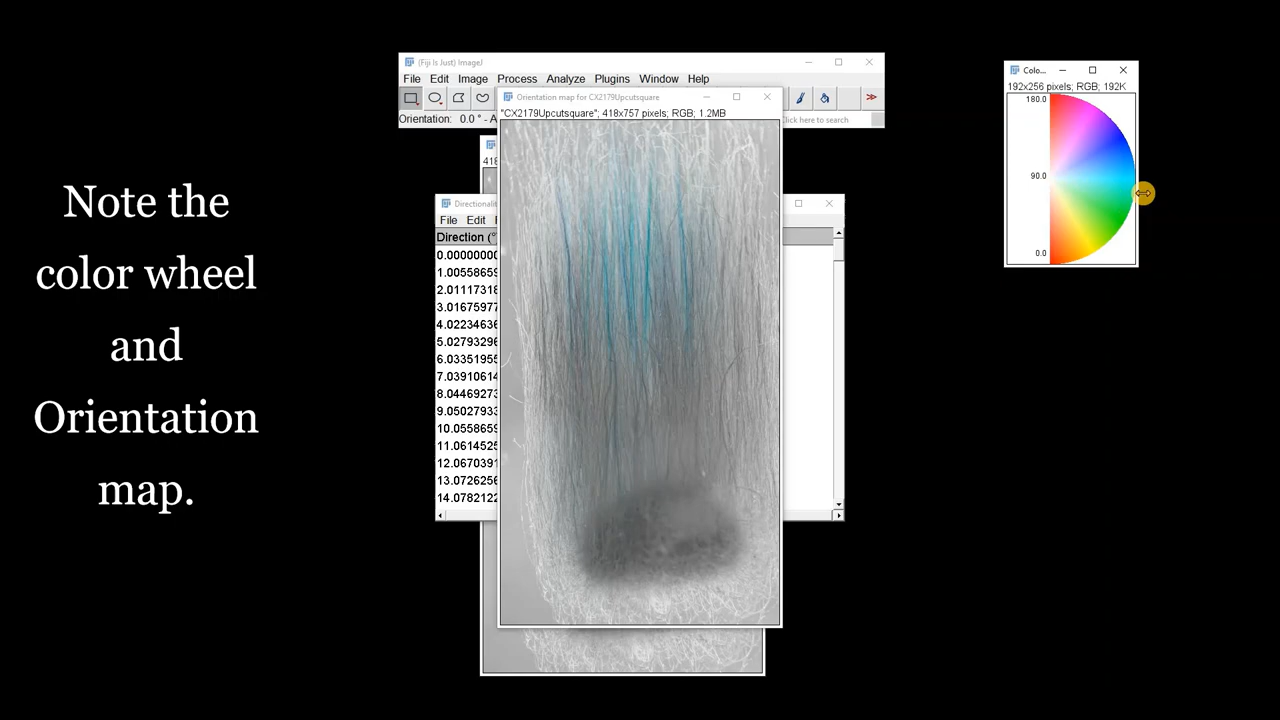 Note the
color wheel
and
Orientation
map.
(Fiji Is Just) ImageJ
File Edit Image Process Analyze Plugins Window Help
>>
Orientation: 0.0 ° - A
Click here to search
Orientation map for CX2179Upcutsquare
"CX2179Upcutsquare"; 418x757 pixels; RGB; 1.2MB
418
Directionalit
File Edit
Direction (°
0.00000000
1.00558659
2.01117318
3.01675977
4.02234636
5.02793296
6.03351955
7.03910614
8.04469273
9.05027933
10.0558659
11.0614525
12.0670391
13.0726256
14.0782122
Colo...
192x256 pixels; RGB; 192K
180.0
90.0
0.0